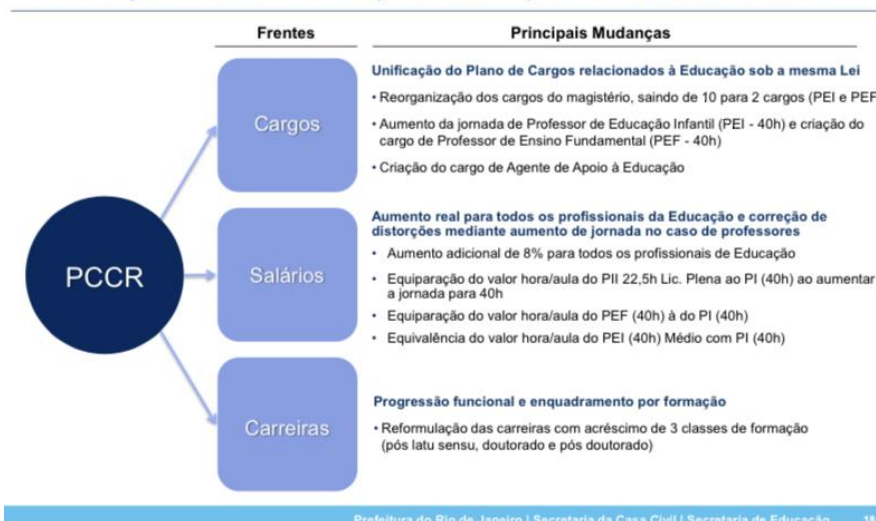 Frentes
Principais Mudanças
PCCR
Cargos
Unificação do Plano de Cargos relacionados à Educação sob a mesma Lei
• Reorganização dos cargos do magistério, saindo de 10 para 2 cargos (PEI e PEF
• Aumento da jornada de Professor de Educação Infantil (PEI - 40h) e criação do
cargo de Professor de Ensino Fundamental (PEF - 40h)
• Criação do cargo de Agente de Apoio à Educação
Salários
Aumento real para todos os profissionais da Educação e correção de
distorções mediante aumento de jornada no caso de professores
• Aumento adicional de 8% para todos os profissionais de Educação
• Equiparação do valor hora/aula do PII 22,5h Lic. Plena ao PI (40h) ao aumentar
a jornada para 40h
• Equiparação do valor hora/aula do PEF (40h) à do PI (40h)
• Equivalência do valor hora/aula do PEI (40h) Médio com PI (40h)
Carreiras
Progressão funcional e enquadramento por formação
• Reformulação das carreiras com acréscimo de 3 classes de formação
(pós latu sensu, doutorado e pós doutorado)
Prefeitura do Rio de Janeiro | Secretaria da Casa Civil | Secretaria de Educação